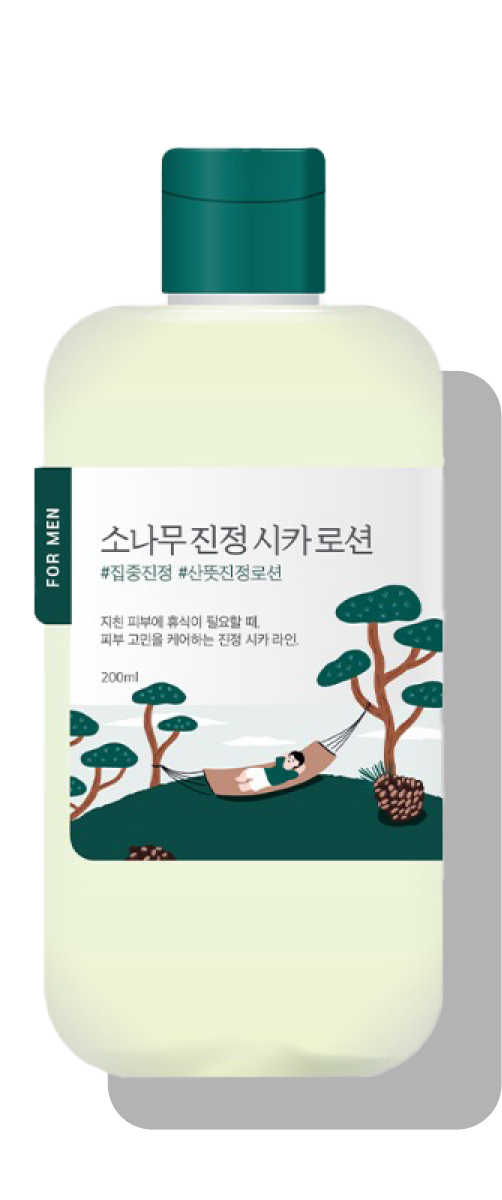 FOR MEN
소나무 진정 시카 로션
#집중진정 #산뜻진정로션
지친 피부에 휴식이 필요할 때,
피부 고민을 케어하는 진정 시카 라인.
200ml